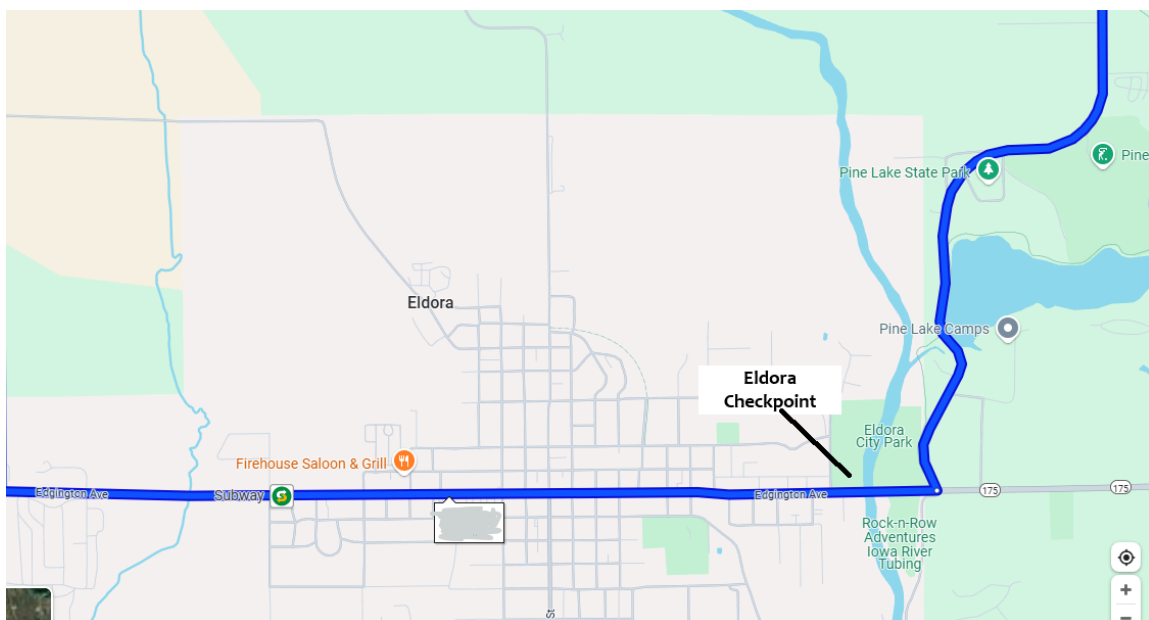 Pine Lake State Park
Pine
Eldora
Pine Lake Camps
Eldora
Checkpoint
Eldora
City Park
Firehouse Saloon & Grill
Edgington Ave
Subway
Edgington Ave
175
175
Rock-n-Row
Adventures
Iowa River
Tubing
St